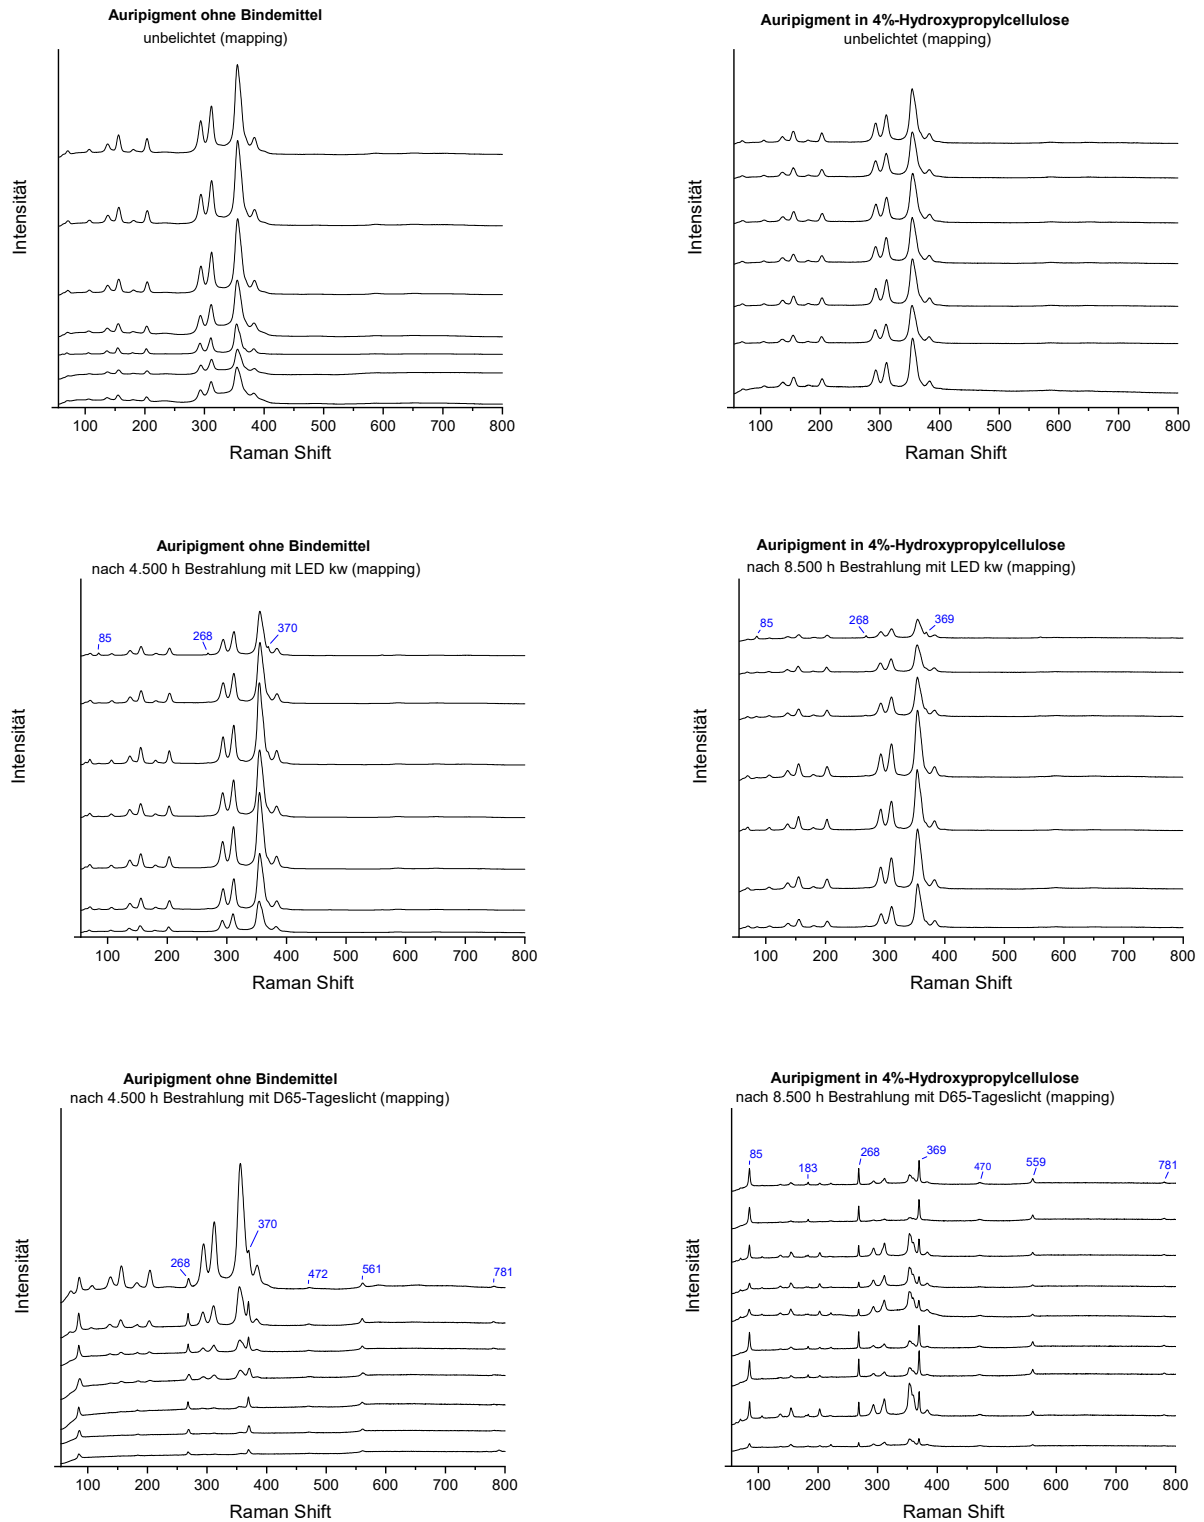 Auripigment ohne Bindemittel
unbelichtet (mapping)
Intensität
100 200 300 400 500 600 700 800
Raman Shift
Auripigment in 4%-Hydroxypropylcellulose
unbelichtet (mapping)
Intensität
100 200 300 400 500 600 700 800
Raman Shift
Auripigment ohne Bindemittel
nach 4.500 h Bestrahlung mit LED kw (mapping)
85 268 370
Intensität
100 200 300 400 500 600 700 800
Raman Shift
Auripigment in 4%-Hydroxypropylcellulose
nach 8.500 h Bestrahlung mit LED kw (mapping)
85 268 369
Intensität
100 200 300 400 500 600 700 800
Raman Shift
Auripigment ohne Bindemittel
nach 4.500 h Bestrahlung mit D65-Tageslicht (mapping)
268 370 472 561 781
Intensität
100 200 300 400 500 600 700 800
Raman Shift
Auripigment in 4%-Hydroxypropylcellulose
nach 8.500 h Bestrahlung mit D65-Tageslicht (mapping)
85 183 268 369 470 559 781
Intensität
100 200 300 400 500 600 700 800
Raman Shift